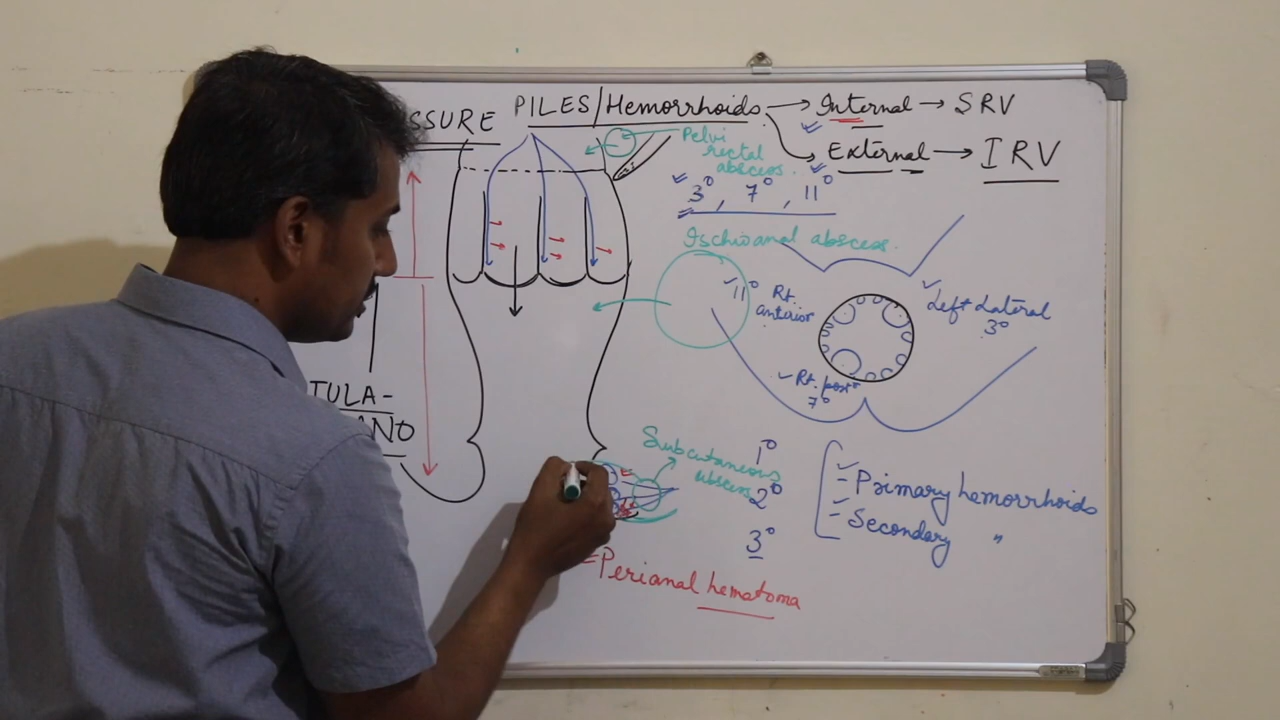 SSURE
PILES/Hemorrhoids → Internal → SRV
External → IRV
Pelvi
rectal
abscess.
3°, 7°, 11°
Ischioanal abscess.
11° Rt.
anterior
Left Lateral
3°
Rt. postr
7°
TULA-
ANO
Subcutaneous
abscess
1°
2°
3°
- Primary hemorrhoids
- Secondary "
= Perianal hematoma